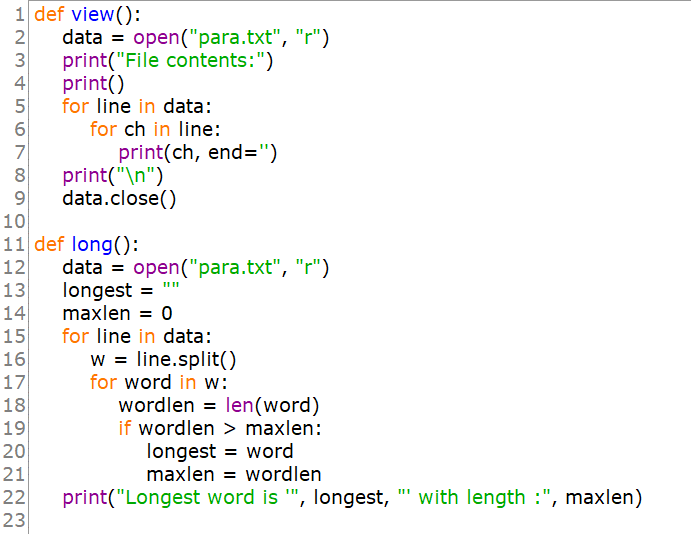 1 def view():
2     data = open("para.txt", "r")
3     print("File contents:")
4     print()
5     for line in data:
6         for ch in line:
7             print(ch, end='')
8     print("\n")
9     data.close()
10
11 def long():
12     data = open("para.txt", "r")
13     longest = ""
14     maxlen = 0
15     for line in data:
16         w = line.split()
17         for word in w:
18             wordlen = len(word)
19             if wordlen > maxlen:
20                 longest = word
21                 maxlen = wordlen
22     print("Longest word is '", longest, "' with length :", maxlen)
23